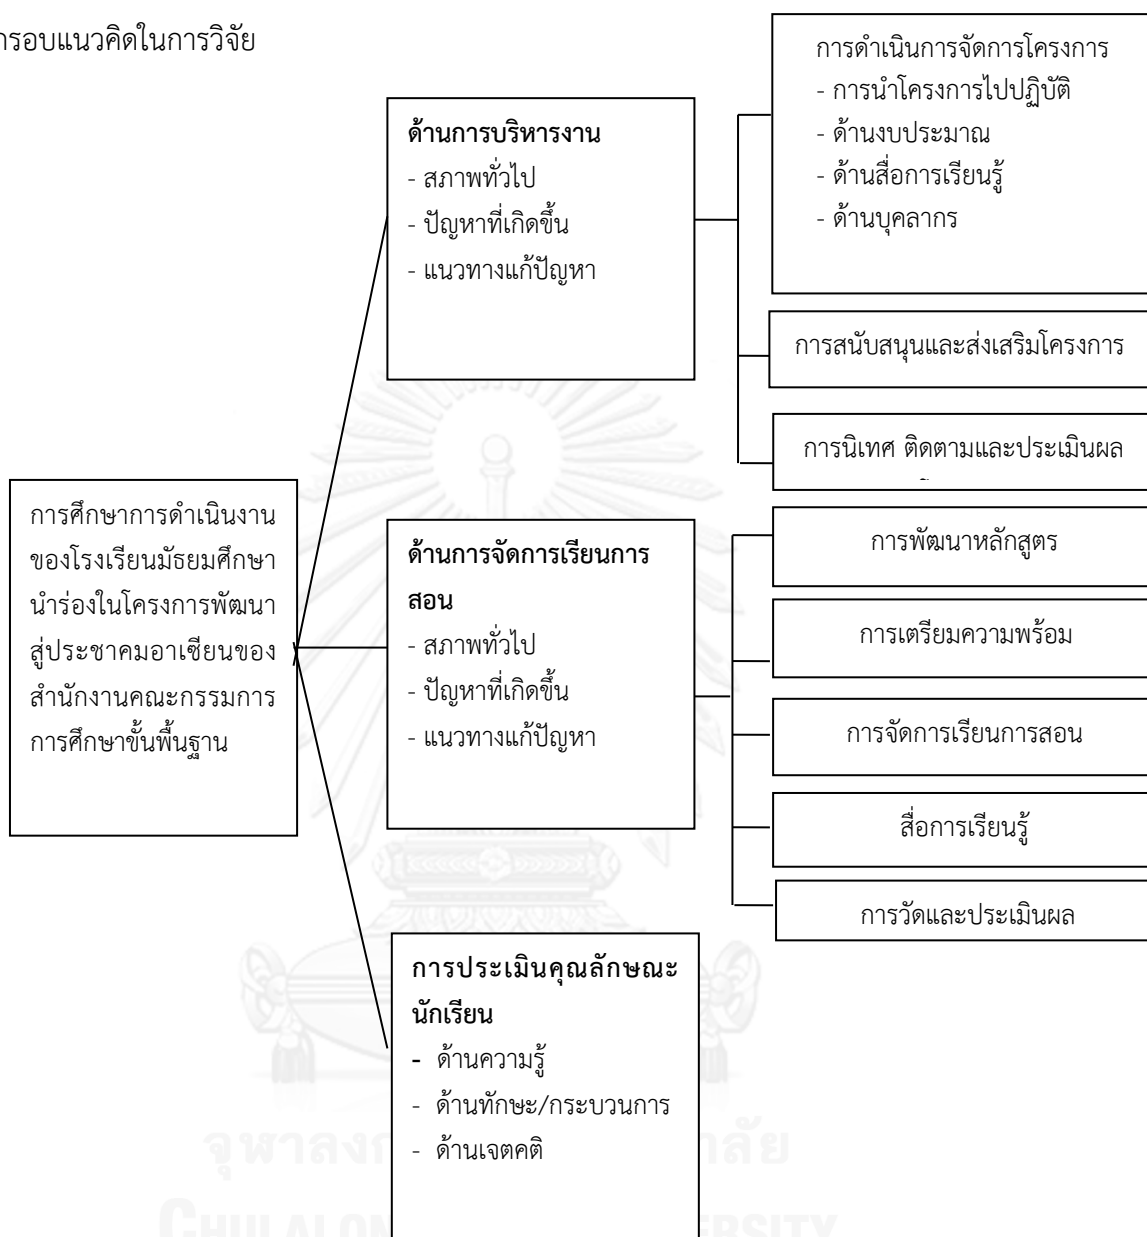 กรอบแนวคิดในการวิจัย
การดำเนินการจัดการโครงการ
- การนำโครงการไปปฏิบัติ
- ด้านงบประมาณ
- ด้านสื่อการเรียนรู้
- ด้านบุคลากร
ด้านการบริหารงาน
- สภาพทั่วไป
- ปัญหาที่เกิดขึ้น
- แนวทางแก้ปัญหา
การสนับสนุนและส่งเสริมโครงการ
การนิเทศ ติดตามและประเมินผล
การศึกษาการดำเนินงาน
ของโรงเรียนมัธยมศึกษา
นำร่องในโครงการพัฒนา
สู่ประชาคมอาเซียนของ
สำนักงานคณะกรรมการ
การศึกษาขั้นพื้นฐาน
ด้านการจัดการเรียนการ
สอน
- สภาพทั่วไป
- ปัญหาที่เกิดขึ้น
- แนวทางแก้ปัญหา
การพัฒนาหลักสูตร
การเตรียมความพร้อม
การจัดการเรียนการสอน
สื่อการเรียนรู้
การวัดและประเมินผล
การประเมินคุณลักษณะ
นักเรียน
- ด้านความรู้
- ด้านทักษะ/กระบวนการ
- ด้านเจตคติ